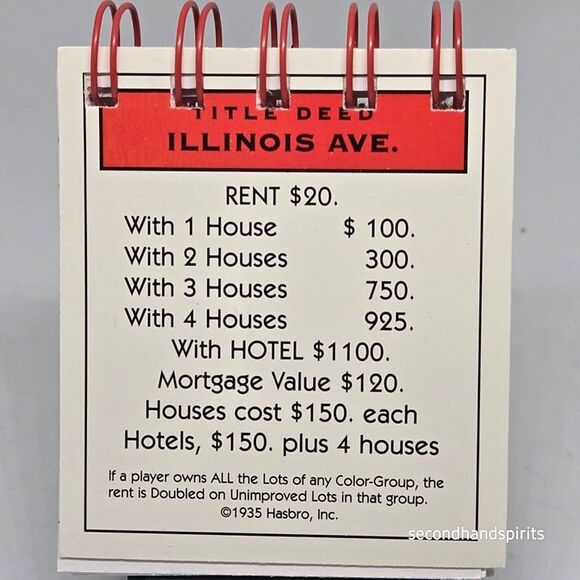 TITLE DEED
ILLINOIS AVE.
RENT $20.
With 1 House $ 100.
With 2 Houses 300.
With 3 Houses 750.
With 4 Houses 925.
With HOTEL $1100.
Mortgage Value $120.
Houses cost $150. each
Hotels, $150. plus 4 houses
If a player owns ALL the Lots of any Color-Group, the
rent is Doubled on Unimproved Lots in that group.
©1935 Hasbro, Inc.
secondhandspirits